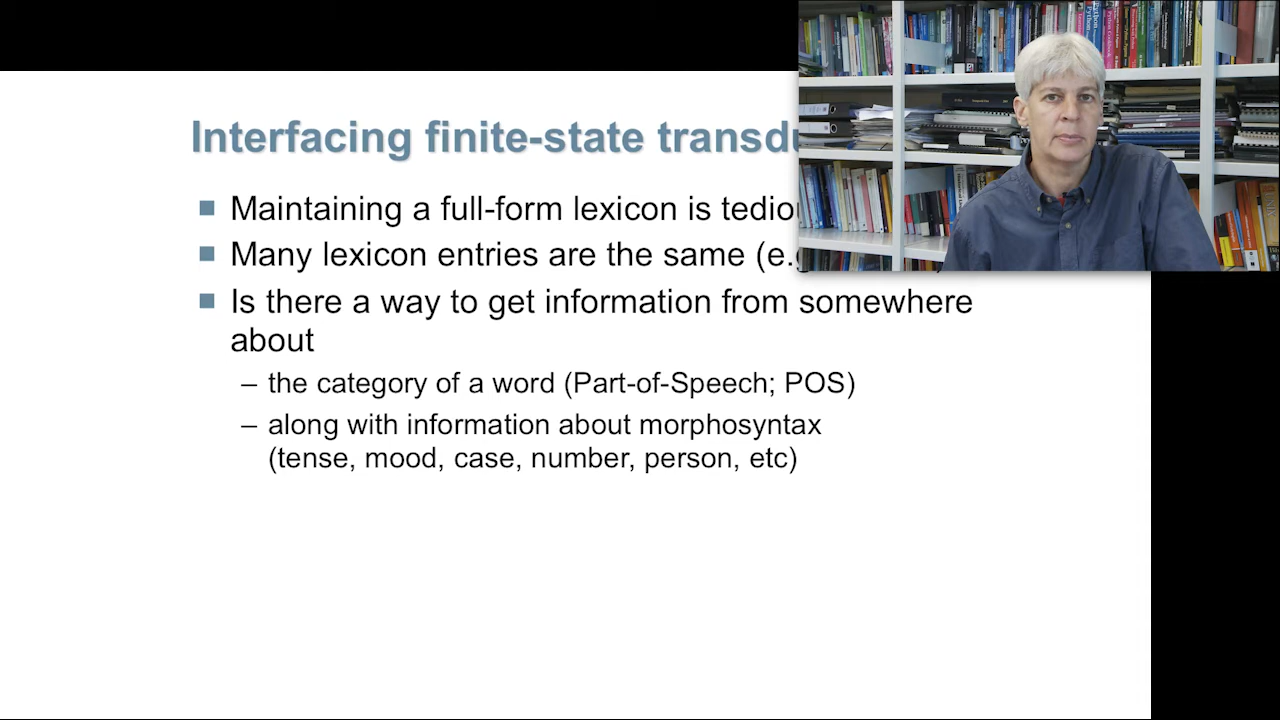 Interfacing finite-state
■ Maintaining a full-form lexicon is
■ Many lexicon entries are the same
■ Is there a way to get information from somewhere
about
– the category of a word (Part-of-Speech; POS)
– along with information about morphosyntax
(tense, mood, case, number, person, etc)